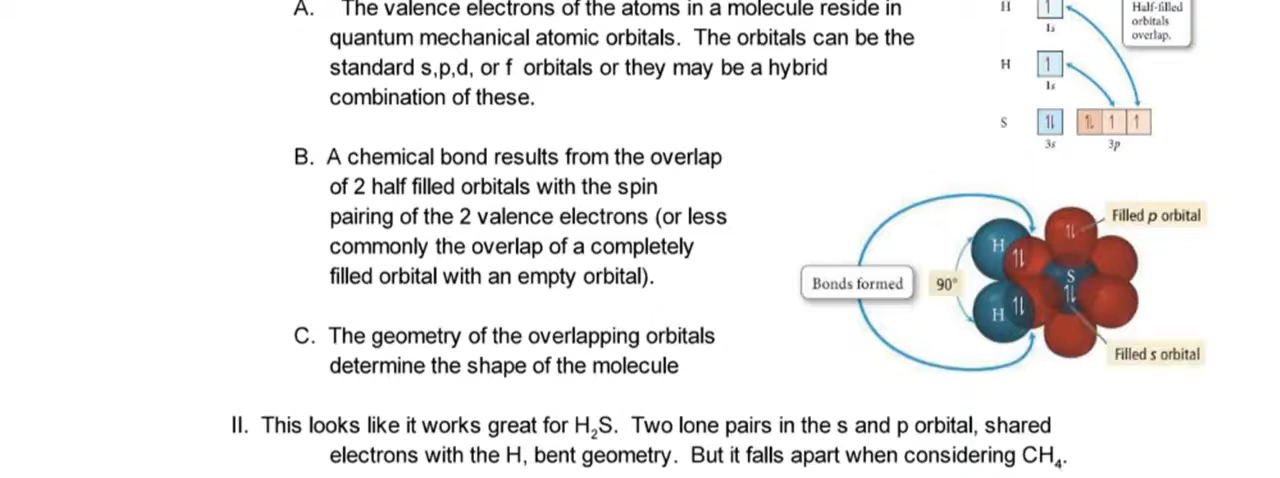 A. The valence electrons of the atoms in a molecule reside in
quantum mechanical atomic orbitals. The orbitals can be the
standard s,p,d, or f orbitals or they may be a hybrid
combination of these.
B. A chemical bond results from the overlap
of 2 half filled orbitals with the spin
pairing of the 2 valence electrons (or less
commonly the overlap of a completely
filled orbital with an empty orbital).
C. The geometry of the overlapping orbitals
determine the shape of the molecule
II. This looks like it works great for H₂S. Two lone pairs in the s and p orbital, shared
electrons with the H, bent geometry. But it falls apart when considering CH₄.
H 1
1s
Half-filled
orbitals
overlap.
H 1
1s
S 1L 1L 1 1
3s 3p
Filled p orbital
H
S
Bonds formed
90°
H
Filled s orbital